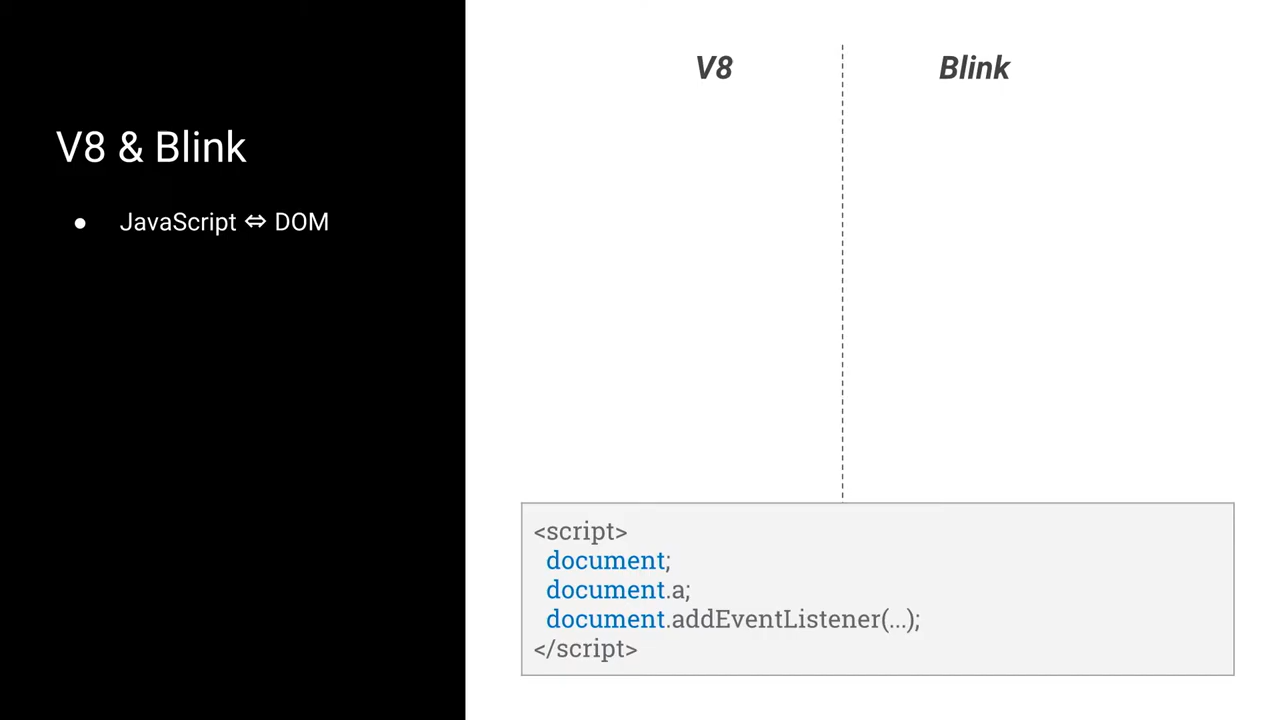 V8 & Blink
● JavaScript ⇔ DOM
V8
Blink
<script>
document;
document.a;
document.addEventListener(...);
</script>